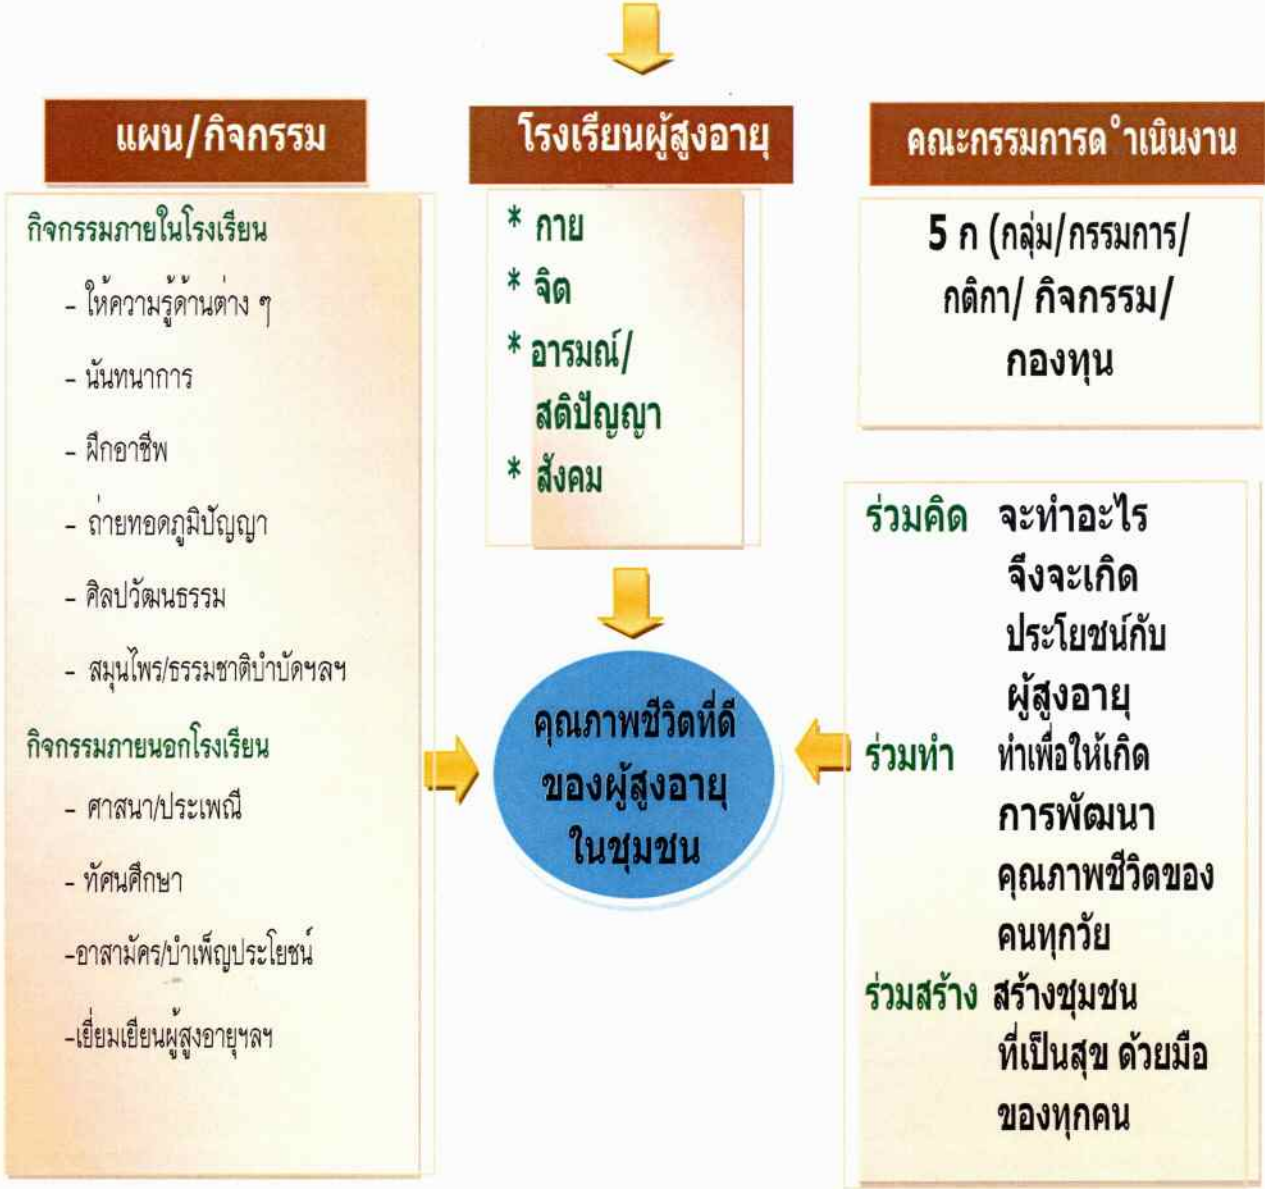 แผน/กิจกรรม
กิจกรรมภายในโรงเรียน
- ให้ความรู้ด้านต่าง ๆ
- นันทนาการ
- ฝึกอาชีพ
- ถ่ายทอดภูมิปัญญา
- ศิลปวัฒนธรรม
- สมุนไพร/ธรรมชาติบำบัดฯลฯ
กิจกรรมภายนอกโรงเรียน
- ศาสนา/ประเพณี
- ทัศนศึกษา
-อาสามัคร/บำเพ็ญประโยชน์
-เยี่ยมเยียนผู้สูงอายุฯลฯ
โรงเรียนผู้สูงอายุ
* กาย
* จิต
* อารมณ์/
สติปัญญา
* สังคม
คุณภาพชีวิตที่ดี
ของผู้สูงอายุ
ในชุมชน
คณะกรรมการด ําเนินงาน
5 ก (กลุ่ม/กรรมการ/
กติกา/ กิจกรรม/
กองทุน
ร่วมคิด จะทำอะไร
จึงจะเกิด
ประโยชน์กับ
ผู้สูงอายุ
ร่วมทำ ทำเพื่อให้เกิด
การพัฒนา
คุณภาพชีวิตของ
คนทุกวัย
ร่วมสร้าง สร้างชุมชน
ที่เป็นสุข ด้วยมือ
ของทุกคน